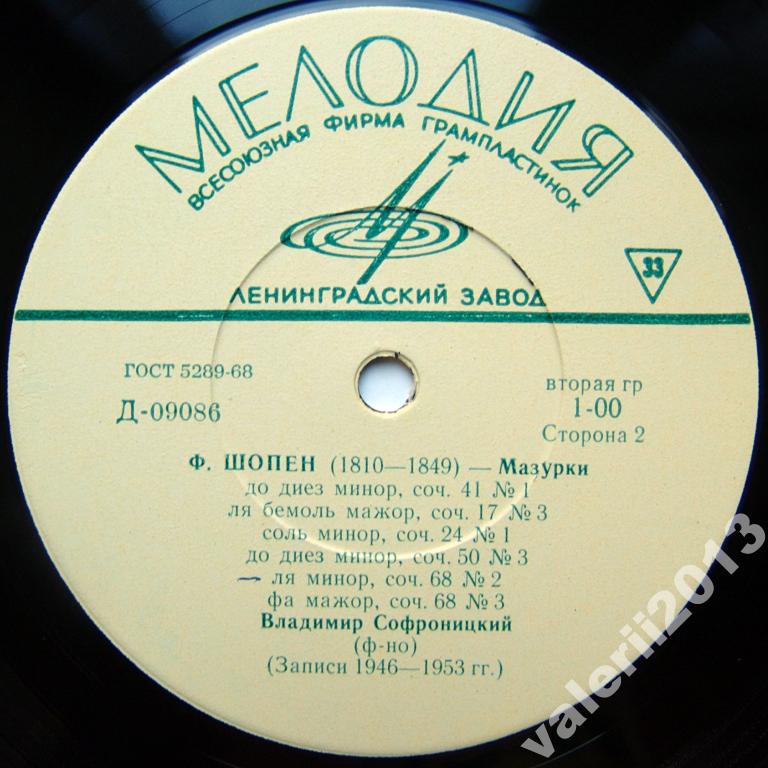 МЕЛОДИЯ
ВСЕСОЮЗНАЯ ФИРМА ГРАМПЛАСТИНОК
33
ЛЕНИНГРАДСКИЙ ЗАВОД
ГОСТ 5289-68
Д-09086
вторая гр
1-00
Сторона 2
Ф. ШОПЕН (1810—1849) — Мазурки
до диез минор, соч. 41 № 1
ля бемоль мажор, соч. 17 № 3
соль минор, соч. 24 № 1
до диез минор, соч. 50 № 3
ля минор, соч. 68 № 2
фа мажор, соч. 68 № 3
Владимир Софроницкий
(ф-но)
(Записи 1946—1953 гг.)
valerii2013